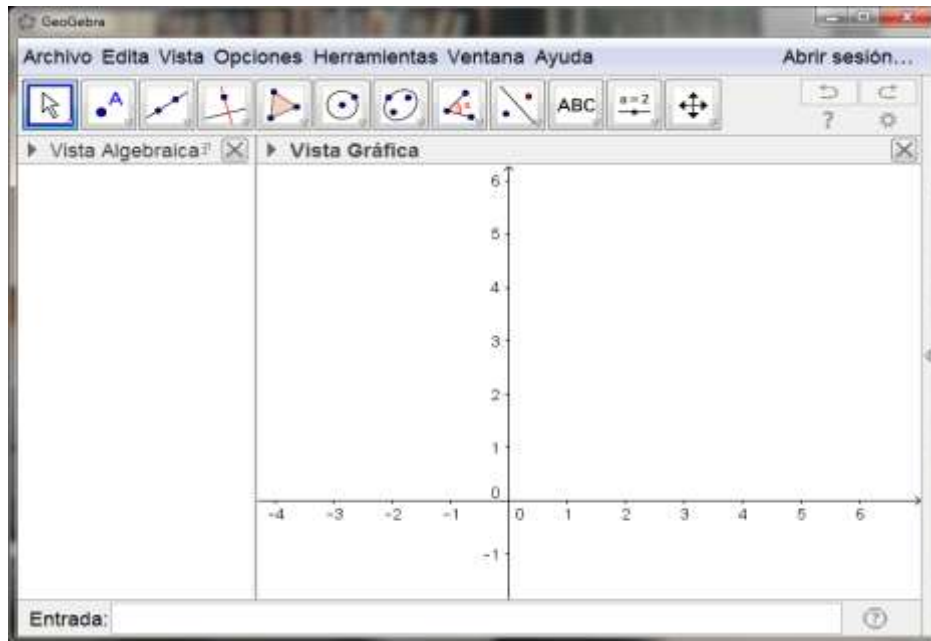 GeoGebra
Archivo Edita Vista Opciones Herramientas Ventana Ayuda
Abrir sesión...
A
α
ABC
a=2
?
Vista Algebraica
Vista Gráfica
6
5
4
3
2
1
0
-4 -3 -2 -1 0 1 2 3 4 5 6
-1
Entrada:
?